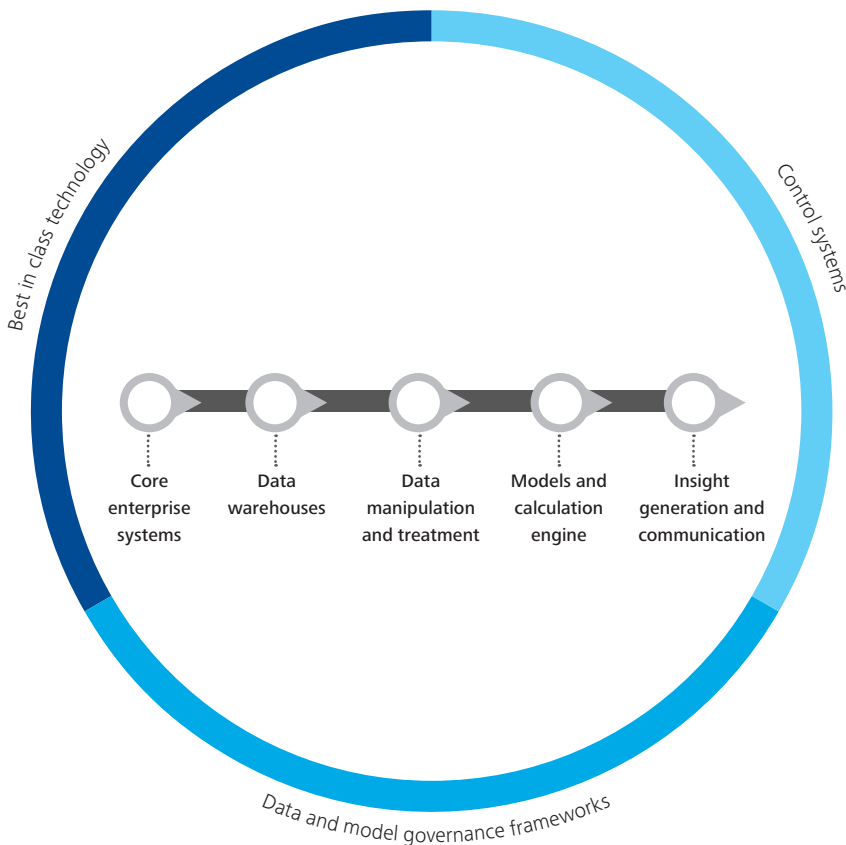 Best in class technology
Control systems
Core
enterprise
systems
Data
warehouses
Data
manipulation
and treatment
Models and
calculation
engine
Insight
generation and
communication
Data and model governance frameworks